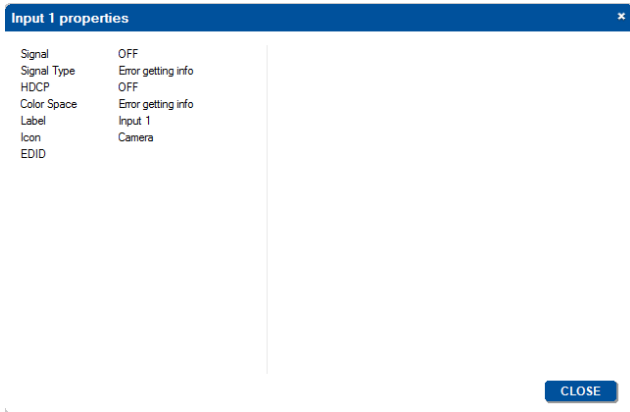 Input 1 properties ×
Signal OFF
Signal Type Error getting info
HDCP OFF
Color Space Error getting info
Label Input 1
Icon Camera
EDID
CLOSE